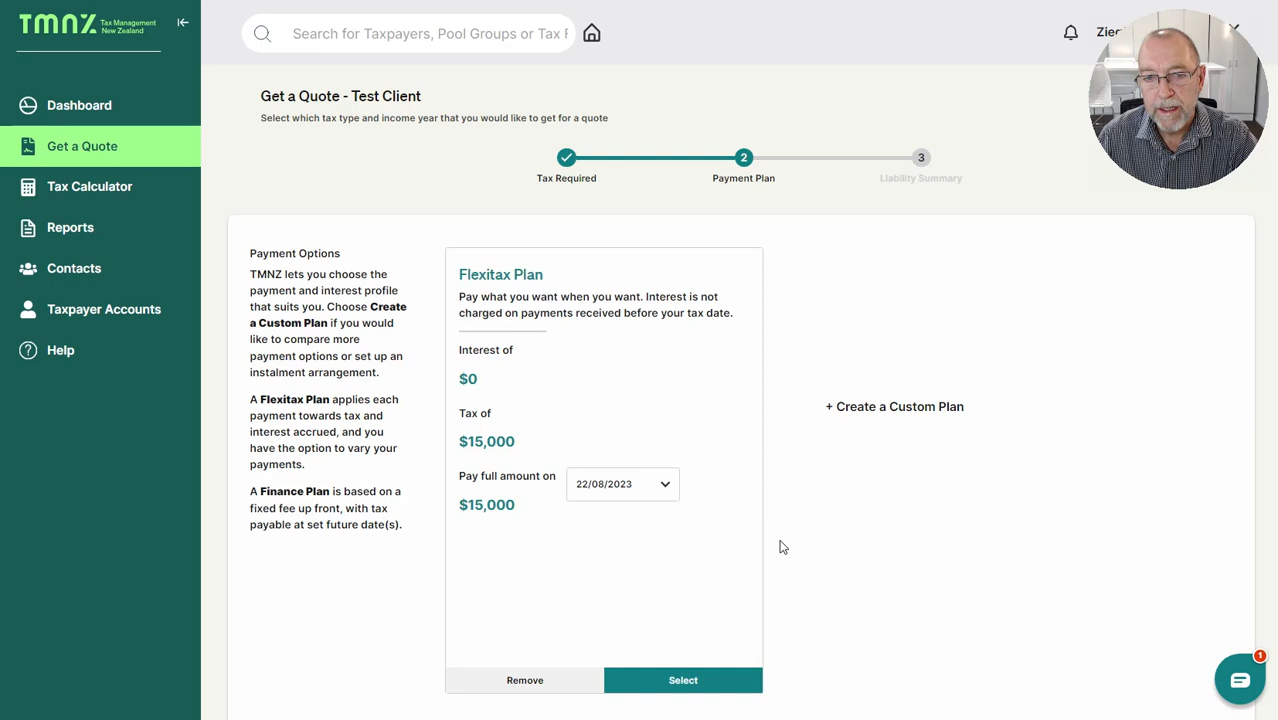 TMNZ Tax Management
New Zealand
Search for Taxpayers, Pool Groups or Tax
Dashboard
Get a Quote
Tax Calculator
Reports
Contacts
Taxpayer Accounts
Help
Get a Quote - Test Client
Select which tax type and income year that you would like to get for a quote
2
3
Tax Required
Payment Plan
Liability Summary
Payment Options
TMNZ lets you choose the
payment and interest profile
that suits you. Choose Create
a Custom Plan if you would
like to compare more
payment options or set up an
instalment arrangement.
A Flexitax Plan applies each
payment towards tax and
interest accrued, and you
have the option to vary your
payments.
A Finance Plan is based on a
fixed fee up front, with tax
payable at set future date(s).
Flexitax Plan
Pay what you want when you want. Interest is not
charged on payments received before your tax date.
Interest of
$0
Tax of
$15,000
Pay full amount on
22/08/2023
$15,000
Remove
Select
+ Create a Custom Plan
1